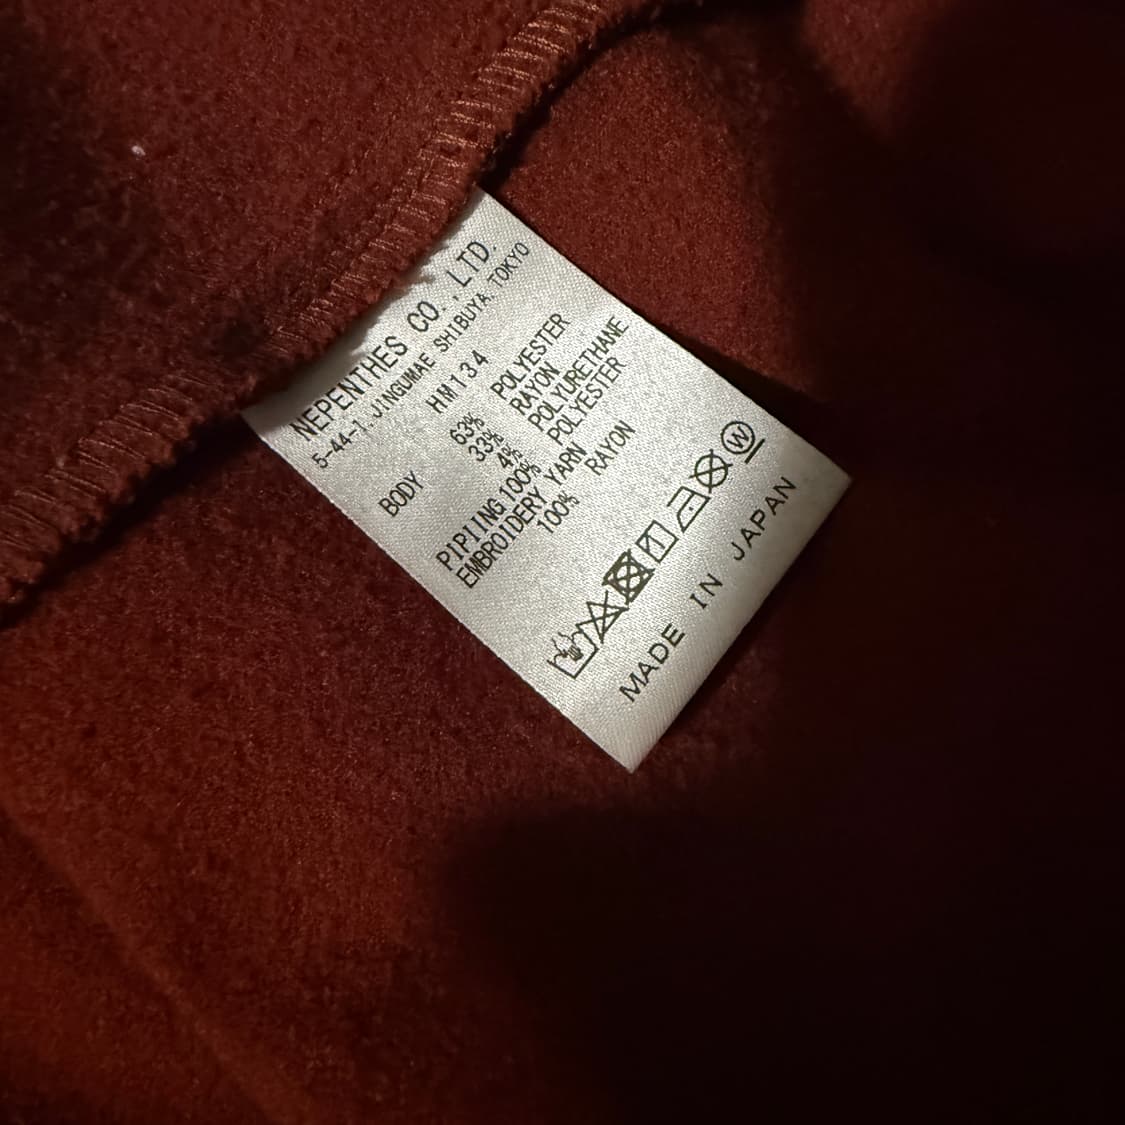 NEPENTHES CO.,LTD.
5-44-1, JINGUMAE SHIBUYA, TOKYO
HM134
BODY 63% POLYESTER
33% RAYON
4% POLYURETHANE
PIPIING 100% POLYESTER
EMBROIDERY YARN
100% RAYON
W
MADE IN JAPAN